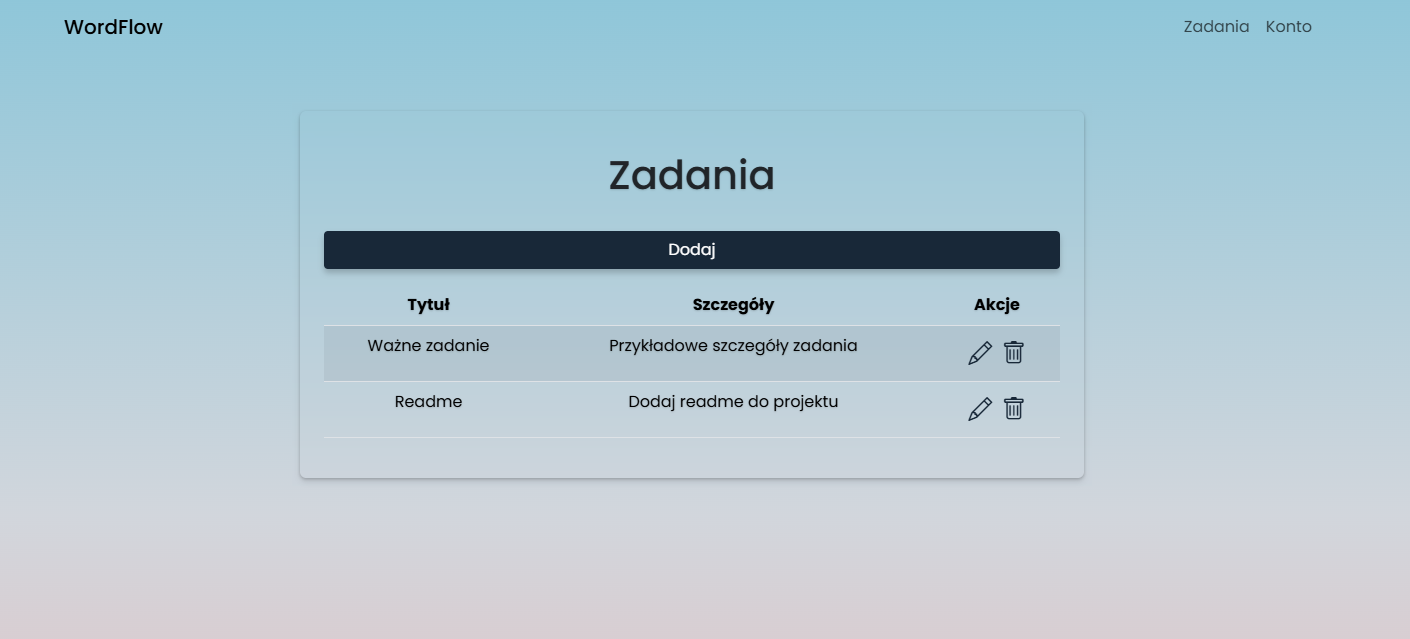 WordFlow
Zadania Konto
Zadania
Dodaj
Tytuł Szczegóły Akcje
Ważne zadanie Przykładowe szczegóły zadania
Readme Dodaj readme do projektu